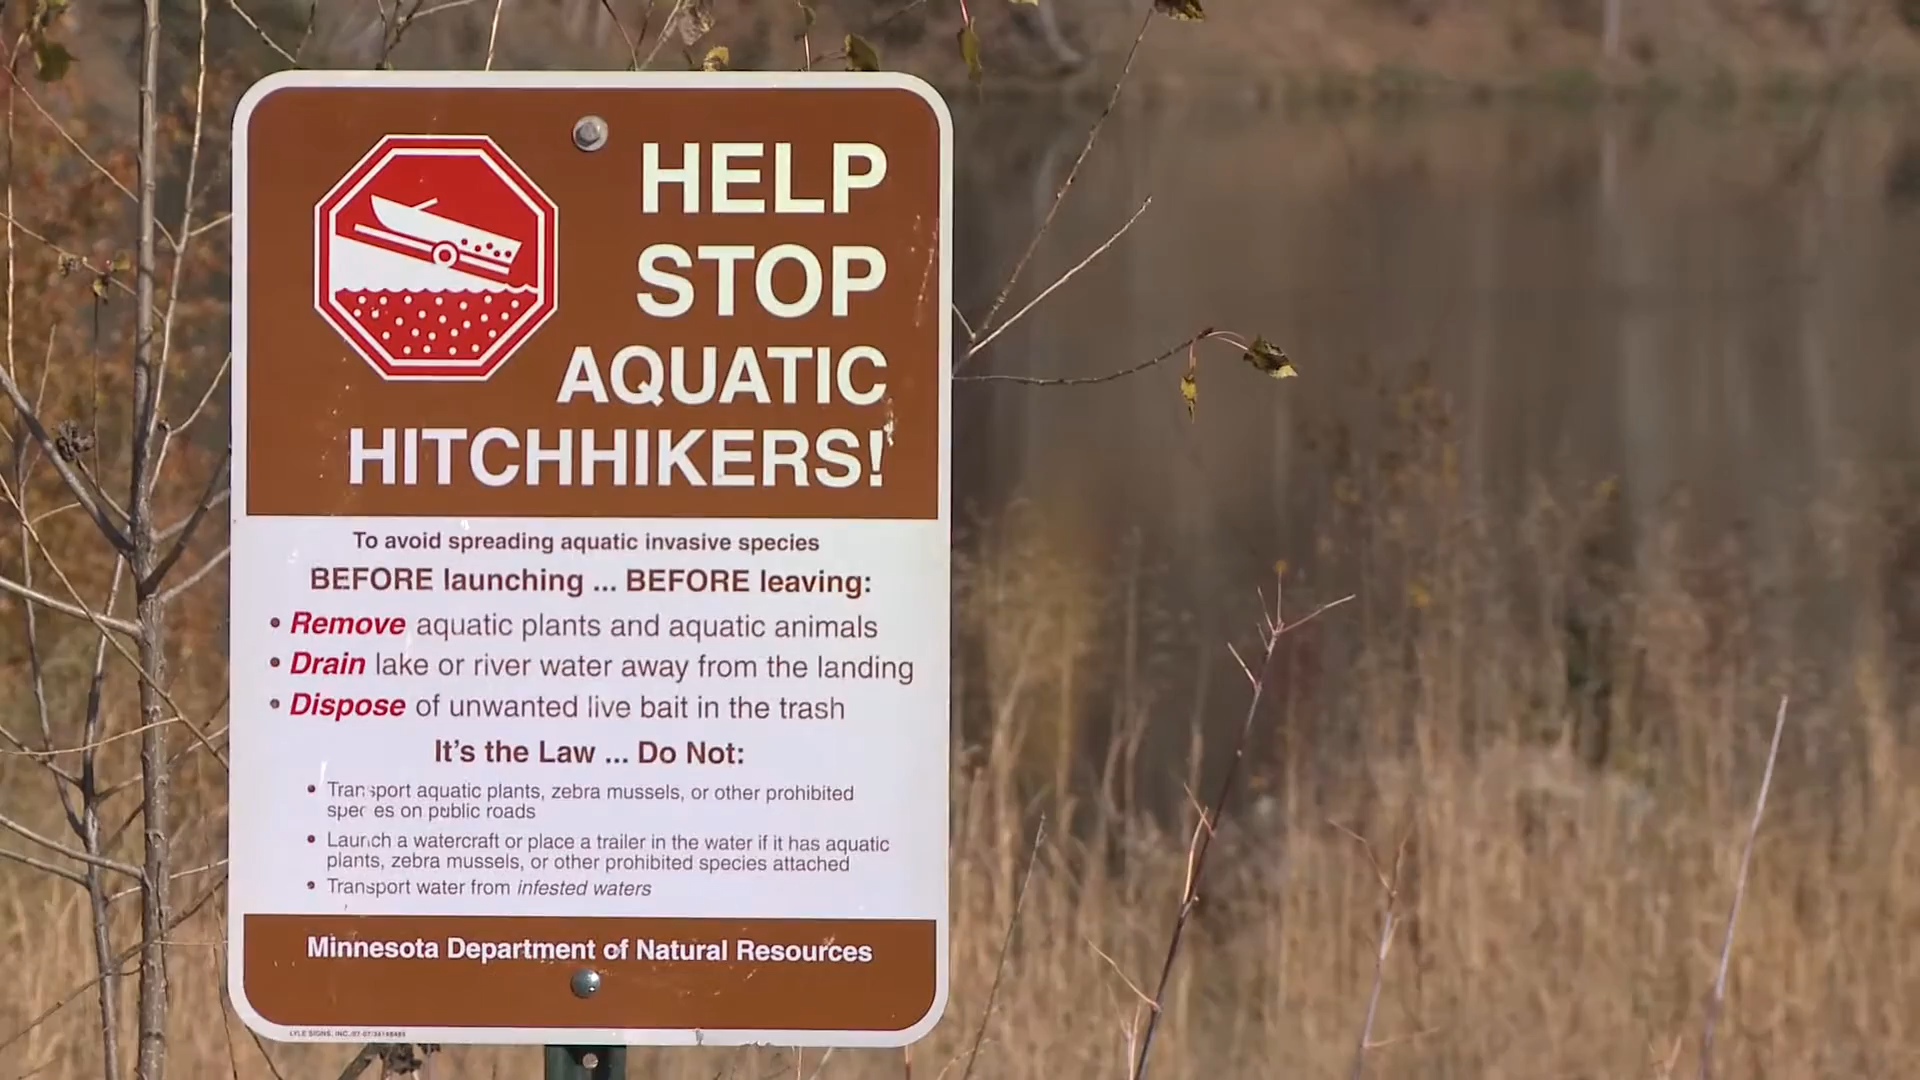 HELP
STOP
AQUATIC
HITCHHIKERS!
To avoid spreading aquatic invasive species
BEFORE launching ... BEFORE leaving:
• Remove aquatic plants and aquatic animals
• Drain lake or river water away from the landing
• Dispose of unwanted live bait in the trash
It's the Law ... Do Not:
• Transport aquatic plants, zebra mussels, or other prohibited
species on public roads
• Launch a watercraft or place a trailer in the water if it has aquatic
plants, zebra mussels, or other prohibited species attached
• Transport water from infested waters
Minnesota Department of Natural Resources
LYLE SIGNS, INC.